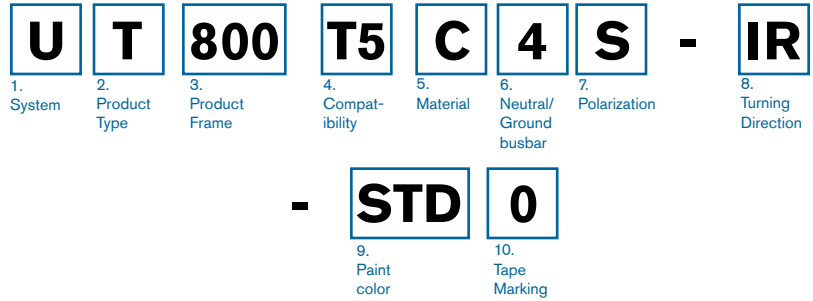 U T 800 T5 C 4 S - IR
1. 2. 3. 4. 5. 6. 7. 8.
System Product Product Compat- Material Neutral/ Polarization Turning
Type Frame ibility Ground Direction
busbar
- STD 0
9. 10.
Paint Tape
color Marking